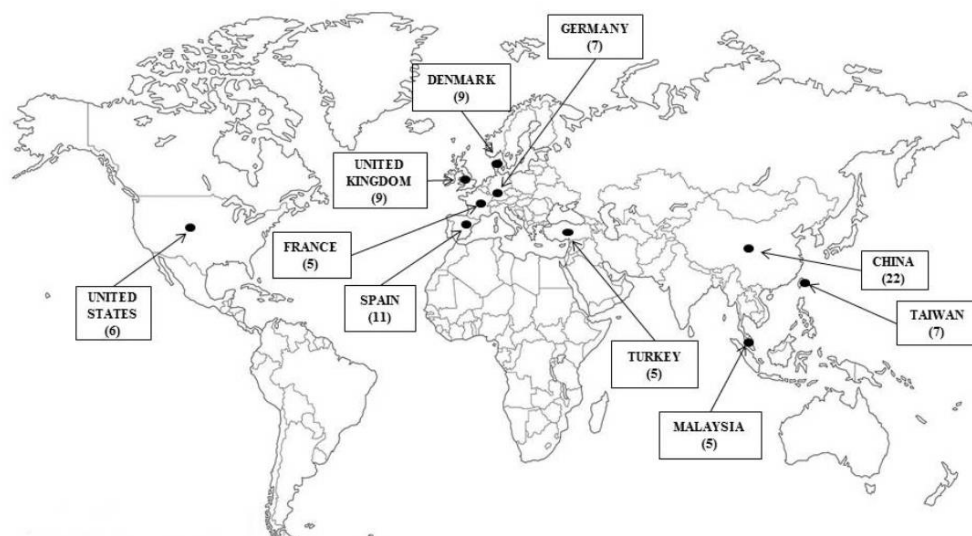 GERMANY
(7)
DENMARK
(9)
UNITED
KINGDOM
(9)
FRANCE
(5)
SPAIN
(11)
UNITED
STATES
(6)
TURKEY
(5)
CHINA
(22)
TAIWAN
(7)
MALAYSIA
(5)